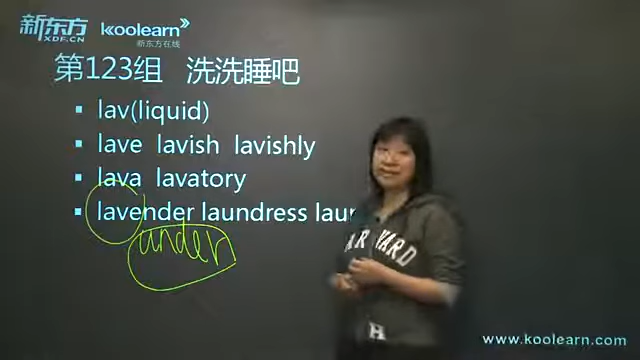 新东方 koolearn
XDF.CN 新东方在线
第123组 洗洗睡吧
lav(liquid)
lave lavish lavishly
lava lavatory
lavender laundress
under
HARVARD
H
www.koolearn.com